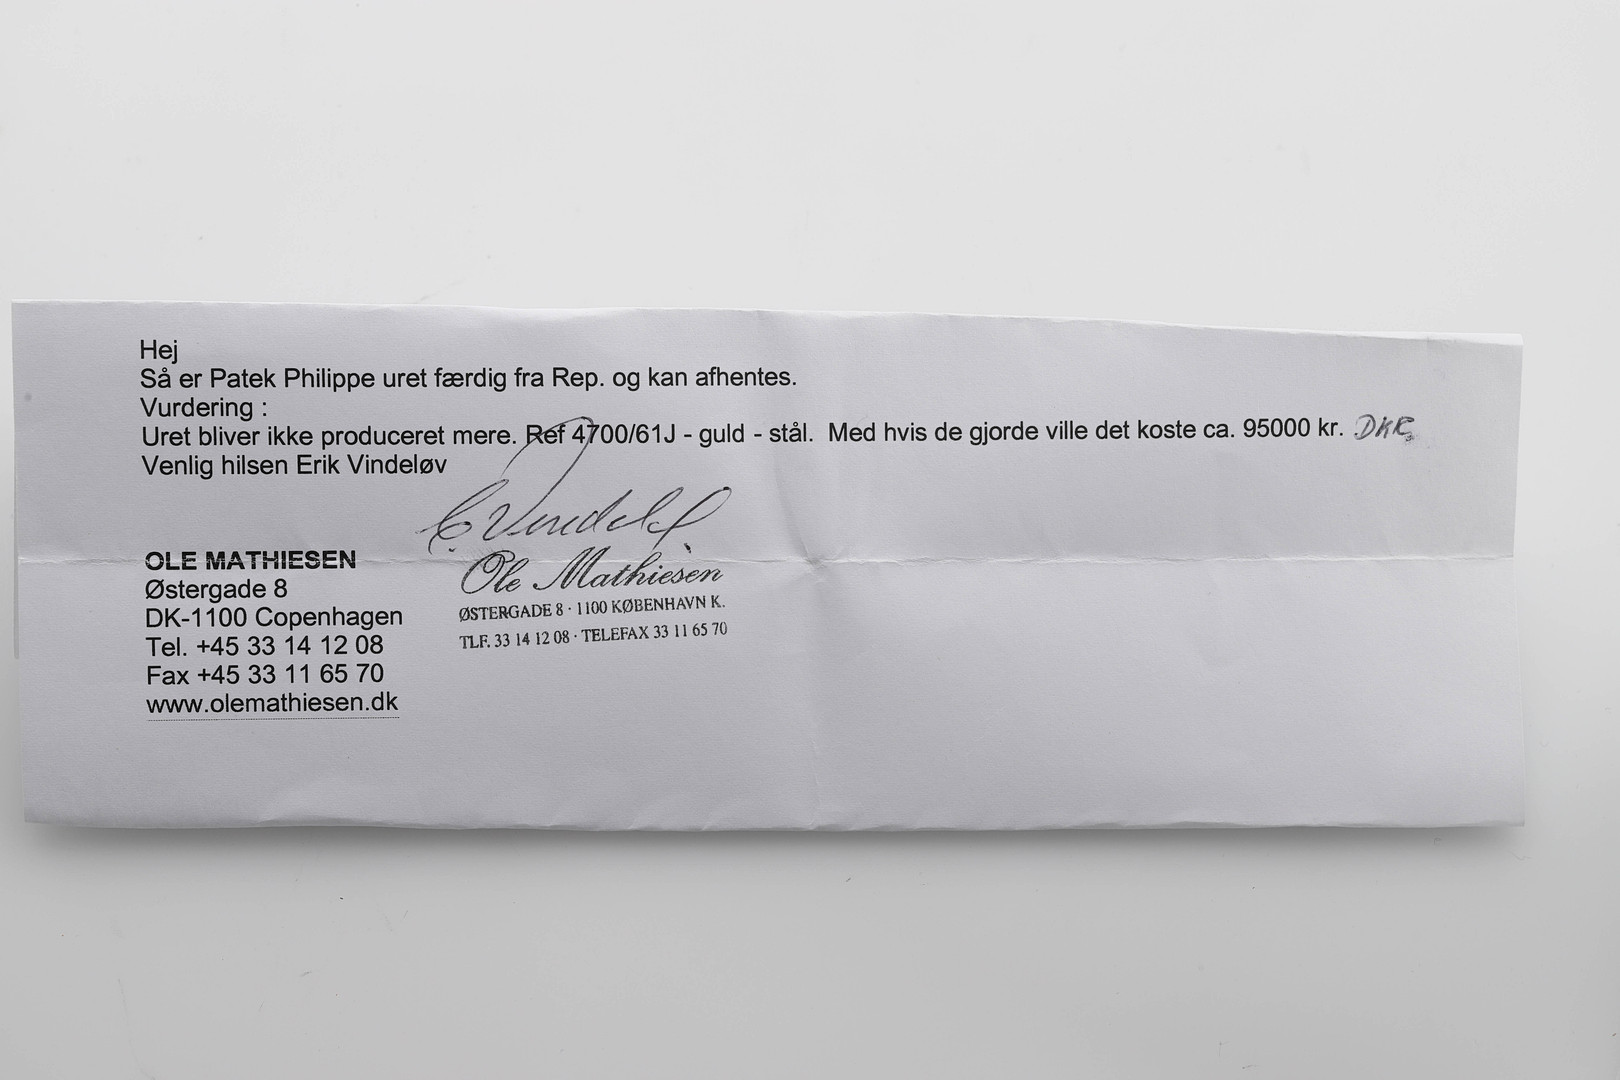 Hej
Så er Patek Philippe uret færdig fra Rep. og kan afhentes.
Vurdering :
Uret bliver ikke produceret mere. Ref 4700/61J - guld - stål.  Med hvis de gjorde ville det koste ca. 95000 kr. DKK
Venlig hilsen Erik Vindeløv
E Vindeløv
OLE MATHIESEN
Østergade 8
DK-1100 Copenhagen
Tel. +45 33 14 12 08
Fax +45 33 11 65 70
www.olemathiesen.dk
Ole Mathiesen
ØSTERGADE 8 · 1100 KØBENHAVN K.
TLF. 33 14 12 08 · TELEFAX 33 11 65 70